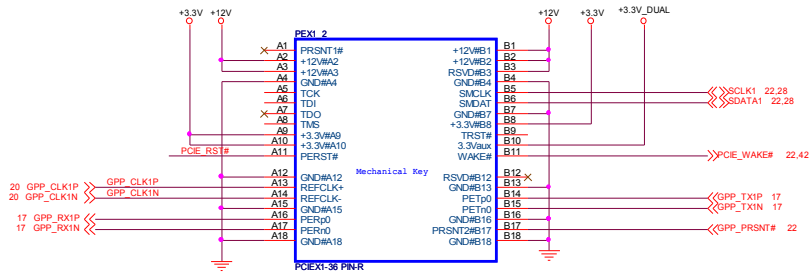 +3.3V +12V +12V +3.3V +3.3V_DUAL
PEX1_2
A1 PRSNT1# +12V#B1 B1
A2 +12V#A2 +12V#B2 B2
A3 +12V#A3 RSVD#B3 B3
A4 GND#A4 GND#B4 B4
A5 TCK SMCLK B5 SCLK1 22,28
A6 TDI SMDAT B6 SDATA1 22,28
A7 TDO GND#B7 B7
A8 TMS +3.3V#B8 B8
A9 +3.3V#A9 TRST# B9
A10 +3.3V#A10 3.3Vaux B10
PCIE_RST# A11 PERST# WAKE# B11 PCIE_WAKE# 22,42
Mechanical Key
A12 GND#A12 RSVD#B12 B12
20 GPP_CLK1P GPP_CLK1P A13 REFCLK+ GND#B13 B13
20 GPP_CLK1N GPP_CLK1N A14 REFCLK- PETp0 B14 GPP_TX1P 17
A15 GND#A15 PETn0 B15 GPP_TX1N 17
17 GPP_RX1P A16 PERp0 GND#B16 B16
17 GPP_RX1N A17 PERn0 PRSNT2#B17 B17 GPP_PRSNT# 22
A18 GND#A18 GND#B18 B18
PCIEX1-36 PIN-R